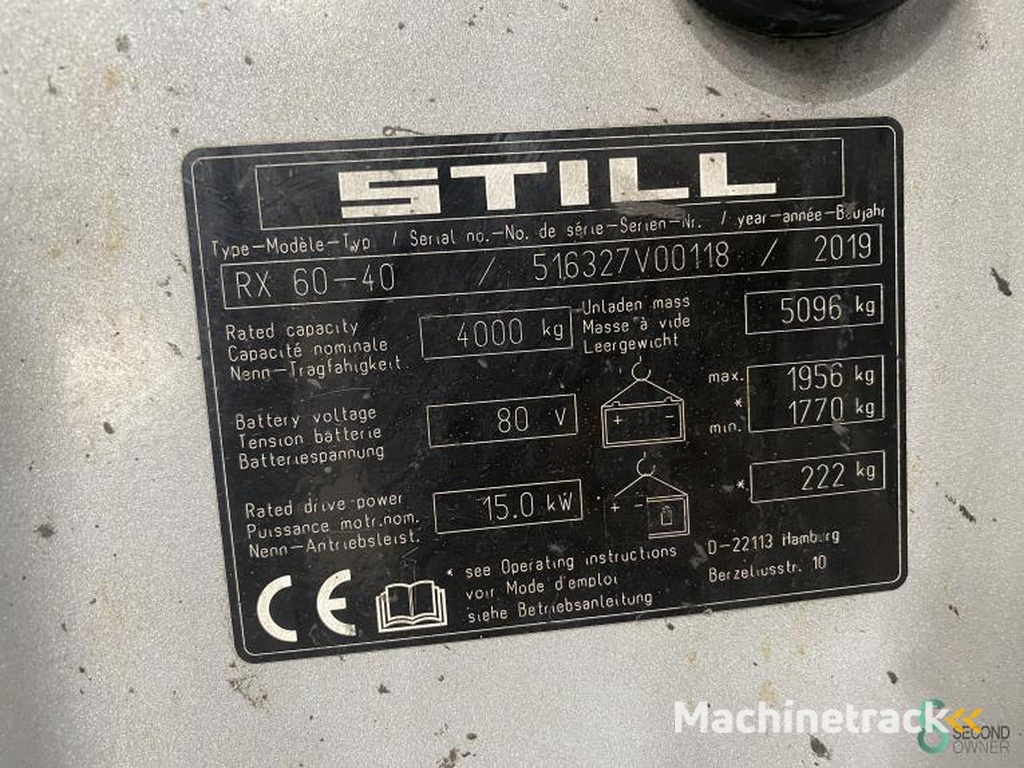 STILL
Type-Modèle-Typ / Serial no.-No. de série-Serien-Nr. / year-année-Baujahr
RX 60-40 / 516327V00118 / 2019
Rated capacity
Capacité nominale
Nenn-Tragfähigkeit
4000 kg
Unladen mass
Masse à vide
Leergewicht
5096 kg
Battery voltage
Tension batterie
Batteriespannung
80 V
+ -
max. 1956 kg
*
min. 1770 kg
Rated drive power
Puissance motr.nom.
Nenn-Antriebsleist.
15.0 kW
+ -
* 222 kg
CE
* see Operating instructions
voir Mode d'emploi
siehe Betriebsanleitung
D-22113 Hamburg
Berzeliusstr. 10
Machinetrack
SECOND
OWNER